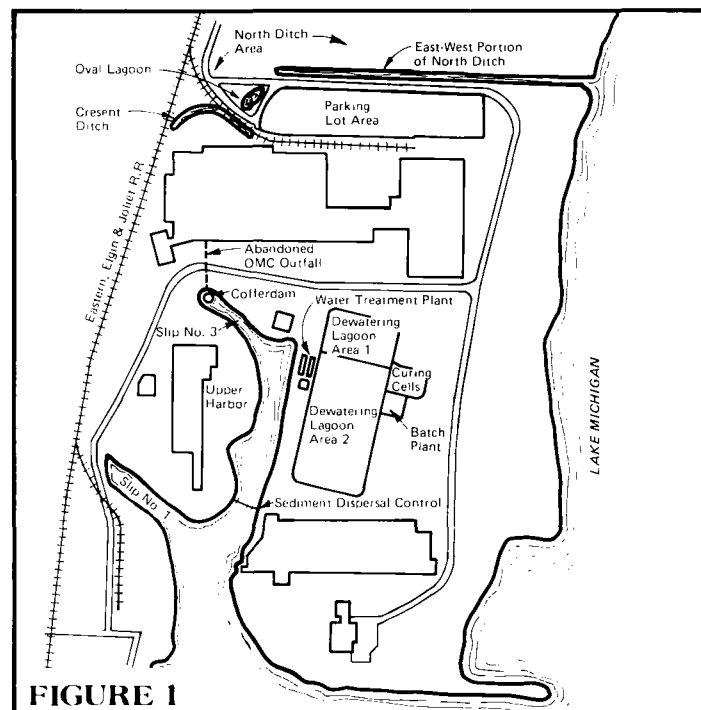 North Ditch
Area
East-West Portion
of North Ditch
Oval Lagoon
Parking
Lot Area
Cresent
Ditch
Eastern, Elgin & Joliet R.R
Abandoned
OMC Outfall
Cofferdam
Water Treatment Plant
Slip No. 3
Dewatering
Lagoon
Area 1
Curing
Cells
Upper
Harbor
Dewatering
Lagoon
Area 2
Batch
Plant
LAKE MICHIGAN
Slip No. 1
Sediment Dispersal Control
FIGURE 1